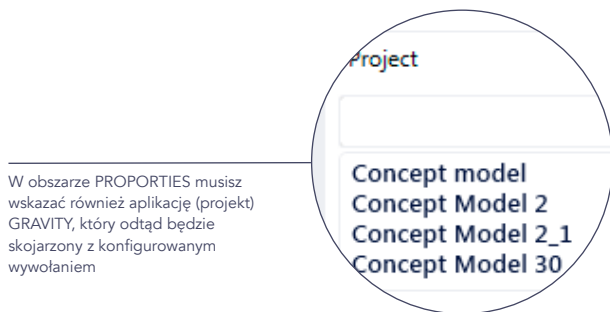 Project
Concept model
Concept Model 2
Concept Model 2_1
Concept Model 30
W obszarze PROPORTIES musisz
wskazać również aplikację (projekt)
GRAVITY, który odtąd będzie
skojarzony z konfigurowanym
wywołaniem